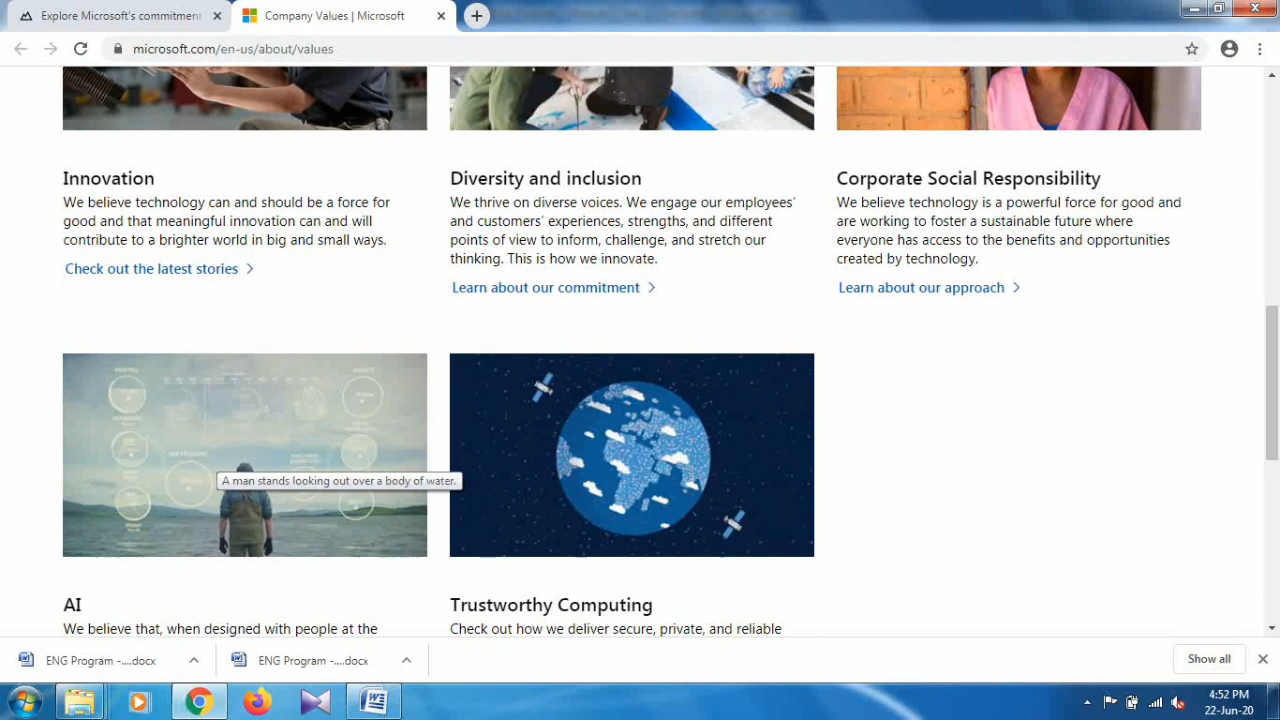 Explore Microsoft's commitment
Company Values | Microsoft
microsoft.com/en-us/about/values
Innovation
We believe technology can and should be a force for
good and that meaningful innovation can and will
contribute to a brighter world in big and small ways.
Check out the latest stories
Diversity and inclusion
We thrive on diverse voices. We engage our employees’
and customers’ experiences, strengths, and different
points of view to inform, challenge, and stretch our
thinking. This is how we innovate.
Learn about our commitment
Corporate Social Responsibility
We believe technology is a powerful force for good and
are working to foster a sustainable future where
everyone has access to the benefits and opportunities
created by technology.
Learn about our approach
A man stands looking out over a body of water.
AI
We believe that, when designed with people at the
Trustworthy Computing
Check out how we deliver secure, private, and reliable
ENG Program -....docx
ENG Program -....docx
Show all
4:52 PM
22-Jun-20